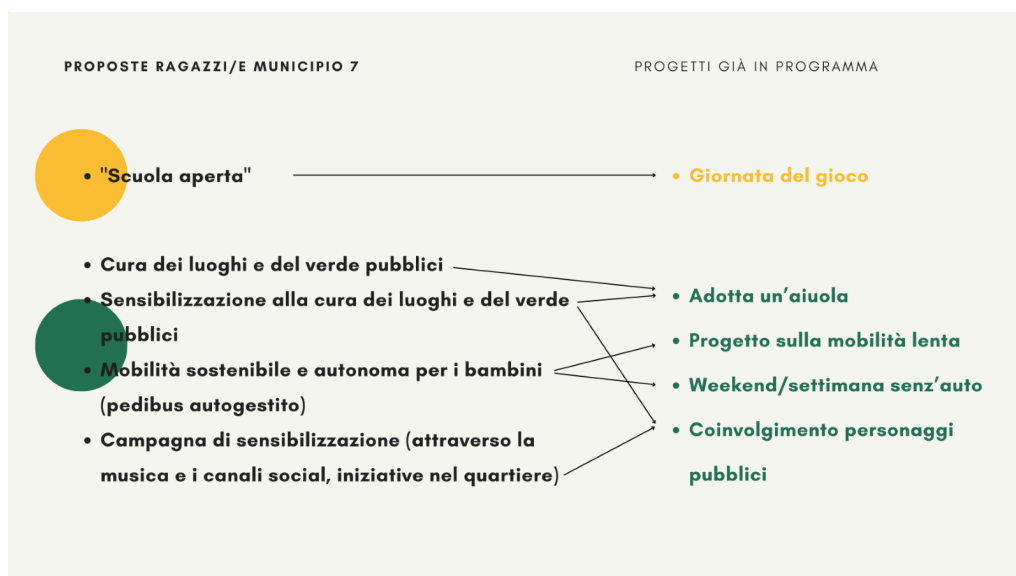 PROPOSTE RAGAZZI/E MUNICIPIO 7
PROGETTI GIÀ IN PROGRAMMA
• "Scuola aperta"
• Giornata del gioco
• Cura dei luoghi e del verde pubblici
• Sensibilizzazione alla cura dei luoghi e del verde
pubblici
• Mobilità sostenibile e autonoma per i bambini
(pedibus autogestito)
• Campagna di sensibilizzazione (attraverso la
musica e i canali social, iniziative nel quartiere)
• Adotta un'aiuola
• Progetto sulla mobilità lenta
• Weekend/settimana senz'auto
• Coinvolgimento personaggi
pubblici